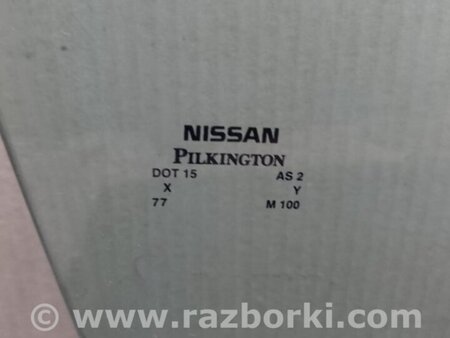 NISSAN
PILKINGTON
DOT 15 AS 2
X Y
77 M 100
© www.razborki.com